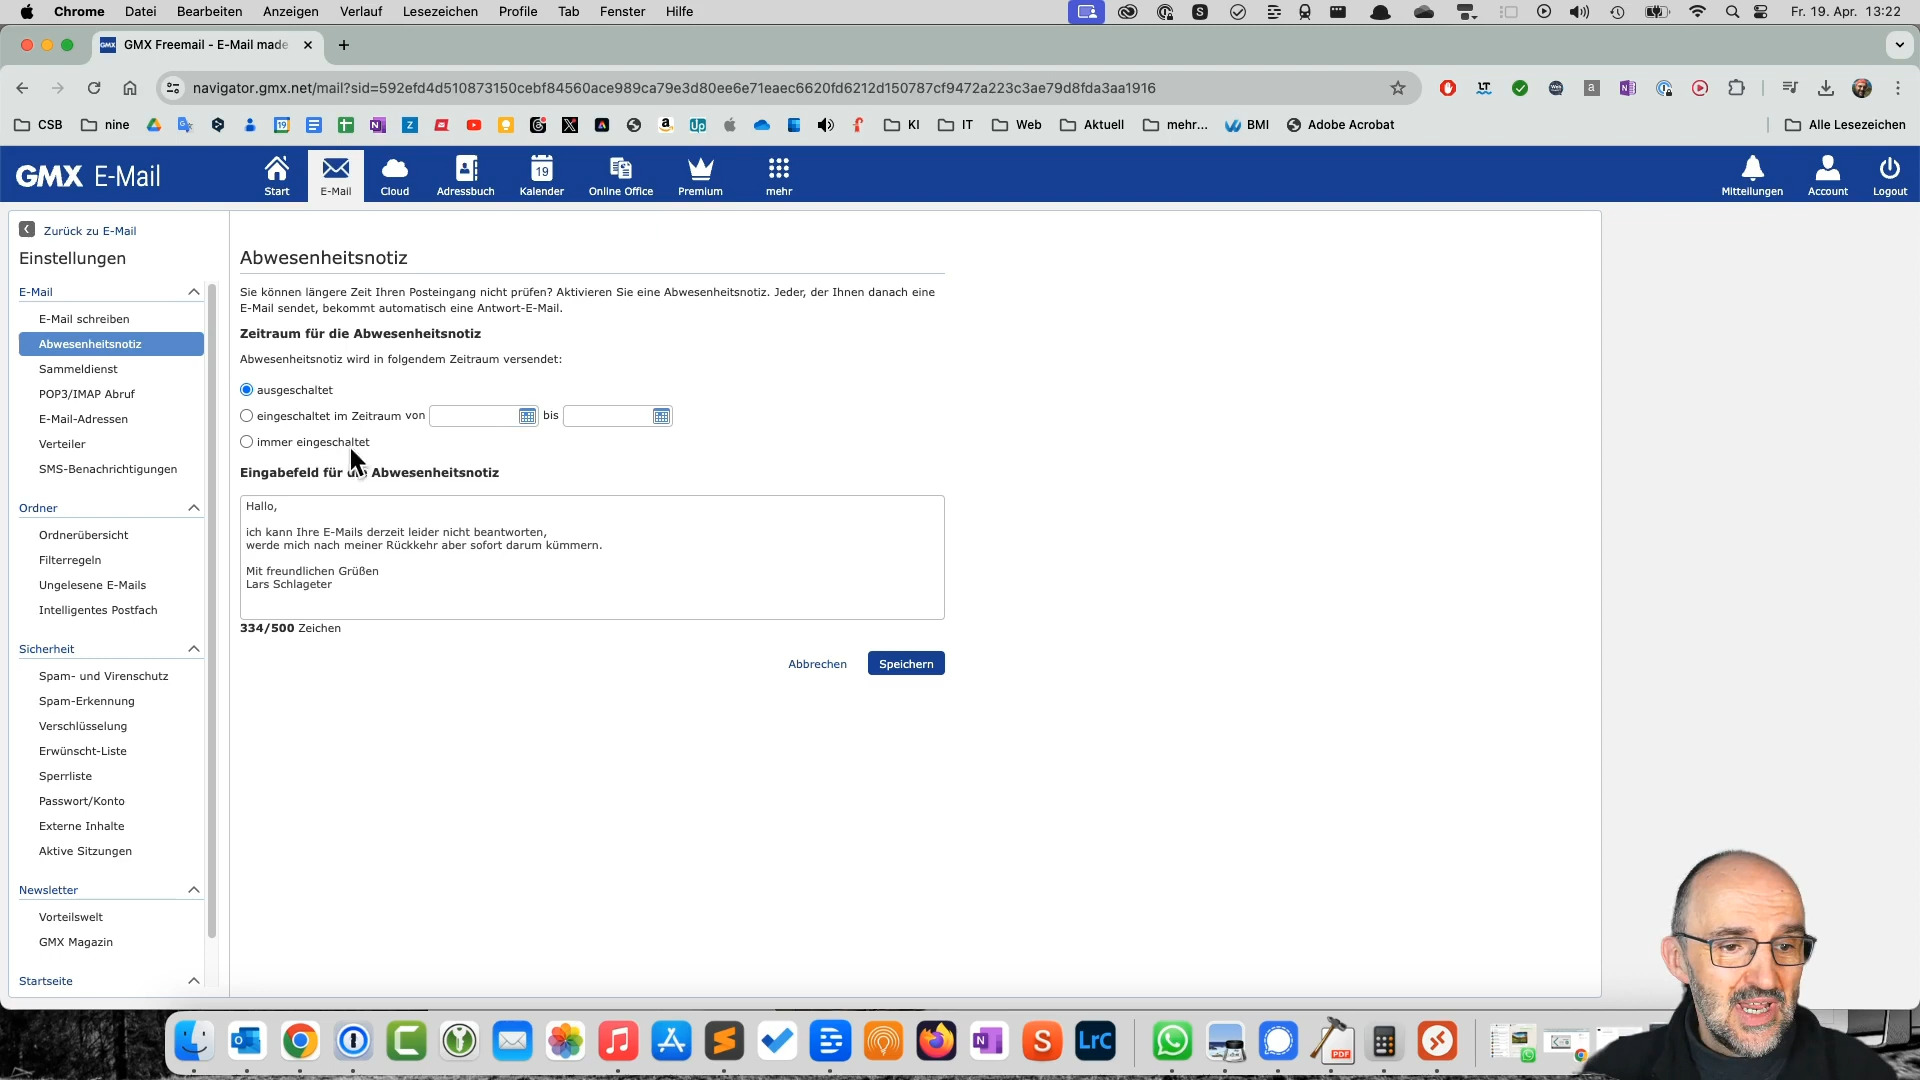 Chrome Datei Bearbeiten Anzeigen Verlauf Lesezeichen Profile Tab Fenster Hilfe Fr. 19. Apr. 13:22
GMX Freemail - E-Mail made
navigator.gmx.net/mail?sid=592efd4d510873150cebf84560ace989ca79e3d80ee6e71eaec6620fd6212d150787cf9472a223c3ae79d8fda3aa1916
CSB nine KI IT Web Aktuell mehr... BMI Adobe Acrobat Alle Lesezeichen
GMX E-Mail
Start E-Mail Cloud Adressbuch 19 Kalender Online Office Premium mehr Mitteilungen Account Logout
Zurück zu E-Mail
Einstellungen
E-Mail
E-Mail schreiben
Abwesenheitsnotiz
Sammeldienst
POP3/IMAP Abruf
E-Mail-Adressen
Verteiler
SMS-Benachrichtigungen
Ordner
Ordnerübersicht
Filterregeln
Ungelesene E-Mails
Intelligentes Postfach
Sicherheit
Spam- und Virenschutz
Spam-Erkennung
Verschlüsselung
Erwünscht-Liste
Sperrliste
Passwort/Konto
Externe Inhalte
Aktive Sitzungen
Newsletter
Vorteilswelt
GMX Magazin
Startseite
Abwesenheitsnotiz
Sie können längere Zeit Ihren Posteingang nicht prüfen? Aktivieren Sie eine Abwesenheitsnotiz. Jeder, der Ihnen danach eine
E-Mail sendet, bekommt automatisch eine Antwort-E-Mail.
Zeitraum für die Abwesenheitsnotiz
Abwesenheitsnotiz wird in folgendem Zeitraum versendet:
ausgeschaltet
eingeschaltet im Zeitraum von bis
immer eingeschaltet
Eingabefeld für Abwesenheitsnotiz
Hallo,
ich kann Ihre E-Mails derzeit leider nicht beantworten,
werde mich nach meiner Rückkehr aber sofort darum kümmern.
Mit freundlichen Grüßen
Lars Schlageter
334/500 Zeichen
Abbrechen Speichern
LrC
PDF